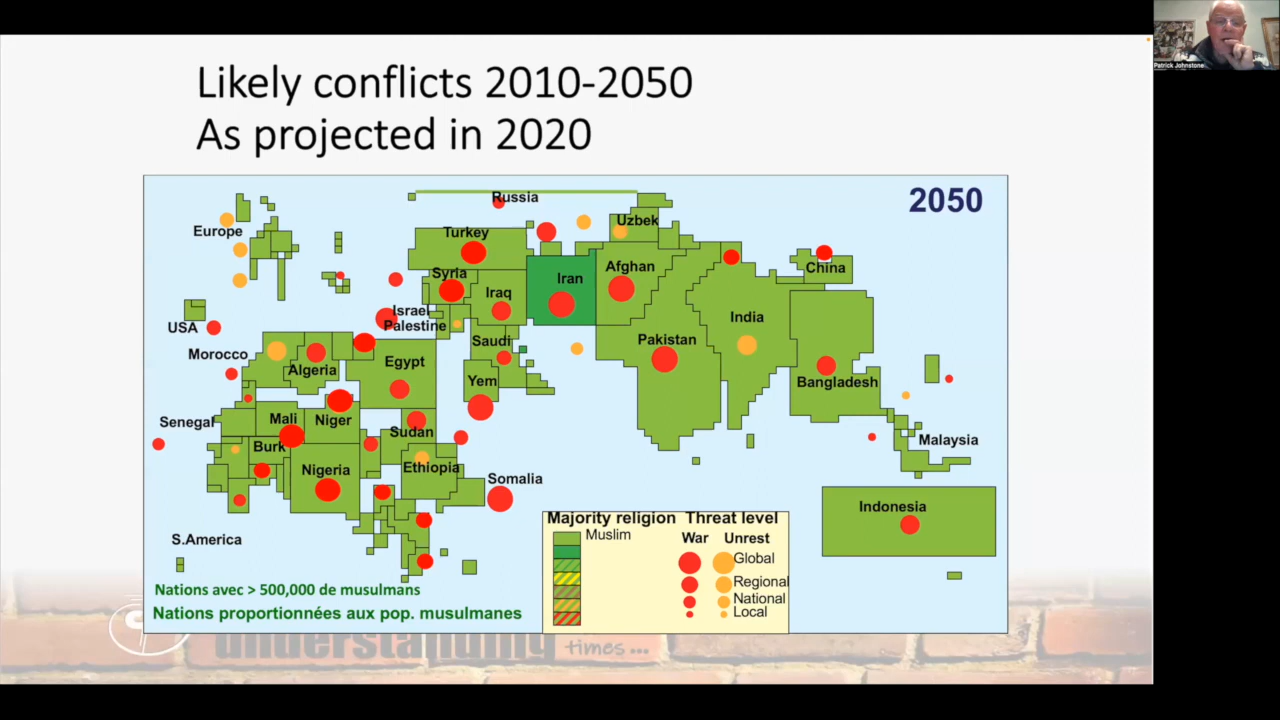 Patrick Johnstone
Likely conflicts 2010-2050
As projected in 2020
2050
Russia
Uzbek
Europe
Turkey
Afghan
China
Syria
Iran
Iraq
Israel
Palestine
India
USA
Saudi
Pakistan
Morocco
Egypt
Algeria
Yem
Bangladesh
Senegal
Mali
Niger
Sudan
Malaysia
Burk
Nigeria
Ethiopia
Somalia
Indonesia
S.America
Majority religion
Threat level
Muslim
War
Unrest
Global
Regional
National
Local
Nations avec > 500,000 de musulmans
Nations proportionnées aux pop. musulmanes
understanding
times...